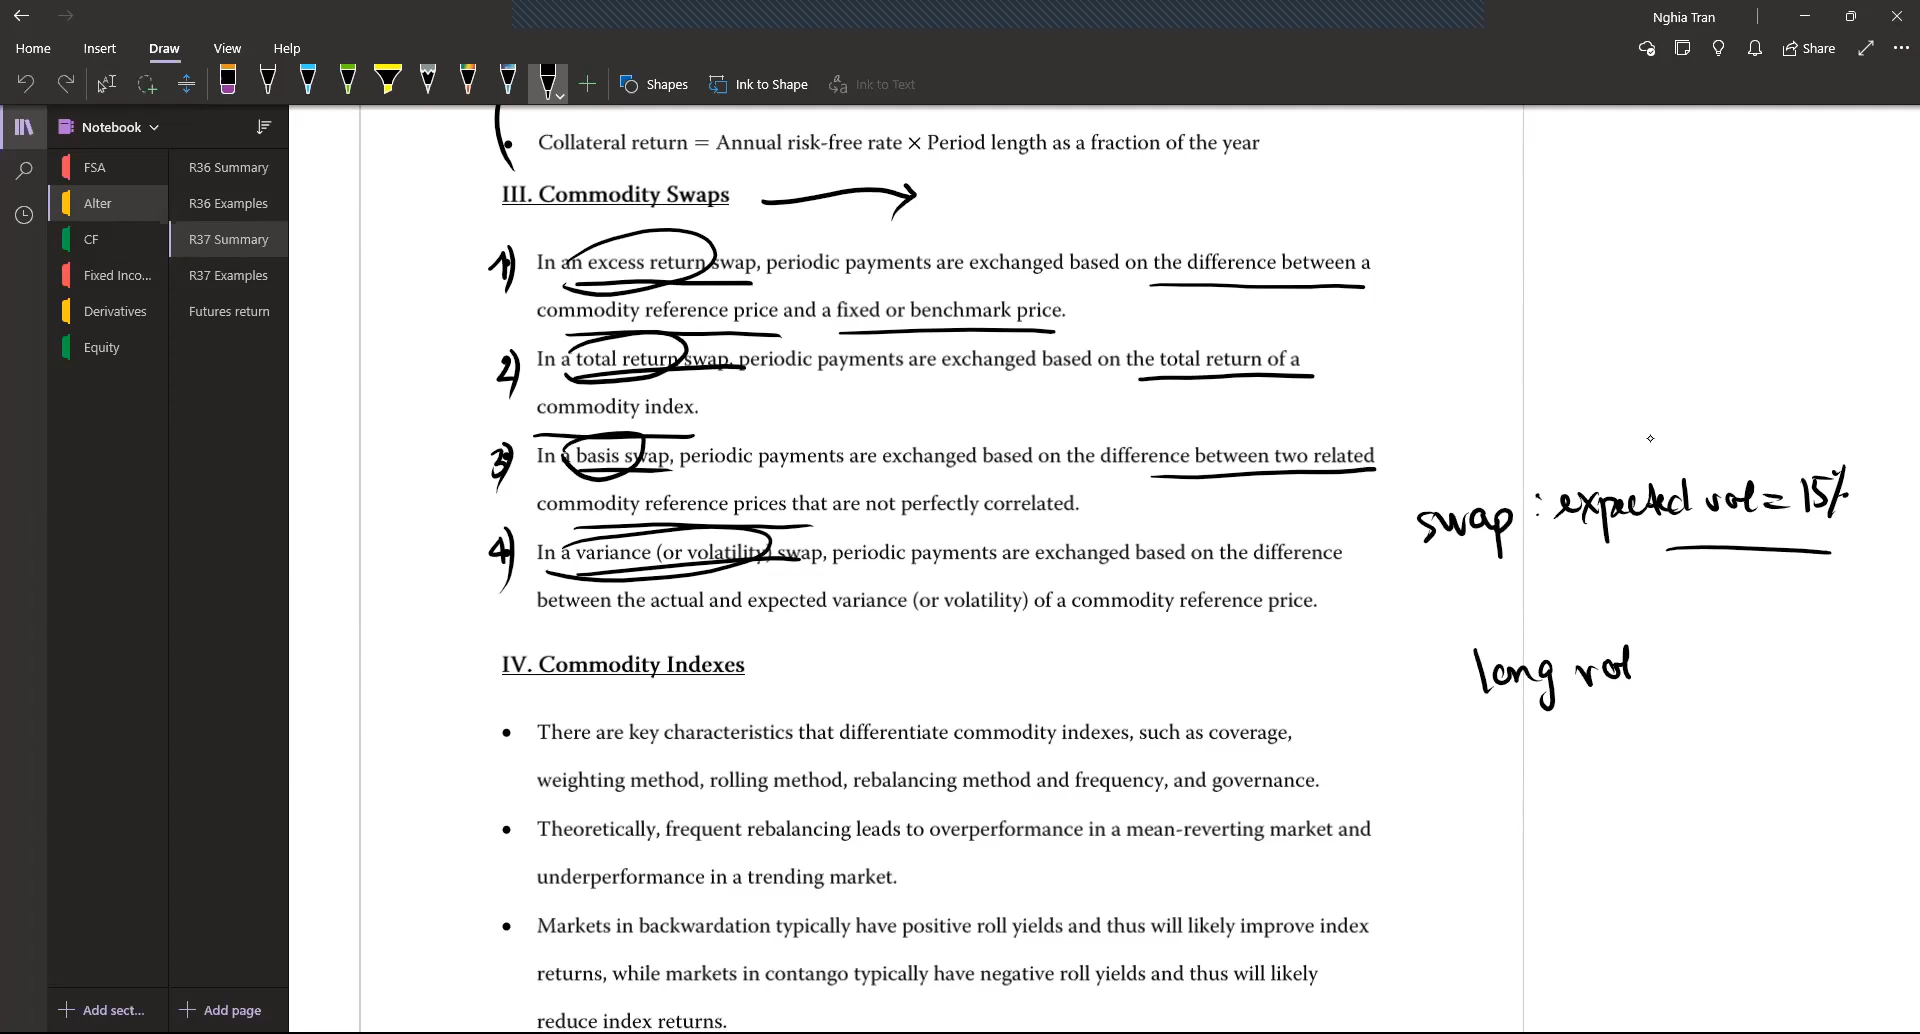 Nghia Tran
Home Insert Draw View Help
Share
Shapes Ink to Shape Ink to Text
Notebook
FSA
Alter
CF
Fixed Inco...
Derivatives
Equity
R36 Summary
R36 Examples
R37 Summary
R37 Examples
Futures return
Add sect...
Add page
• Collateral return = Annual risk-free rate × Period length as a fraction of the year
III. Commodity Swaps
1) In an excess return swap, periodic payments are exchanged based on the difference between a
commodity reference price and a fixed or benchmark price.
2) In a total return swap, periodic payments are exchanged based on the total return of a
commodity index.
3) In a basis swap, periodic payments are exchanged based on the difference between two related
commodity reference prices that are not perfectly correlated.
4) In a variance (or volatility) swap, periodic payments are exchanged based on the difference
between the actual and expected variance (or volatility) of a commodity reference price.
IV. Commodity Indexes
• There are key characteristics that differentiate commodity indexes, such as coverage,
weighting method, rolling method, rebalancing method and frequency, and governance.
• Theoretically, frequent rebalancing leads to overperformance in a mean-reverting market and
underperformance in a trending market.
• Markets in backwardation typically have positive roll yields and thus will likely improve index
returns, while markets in contango typically have negative roll yields and thus will likely
reduce index returns.
swap : expected vol = 15%
long vol